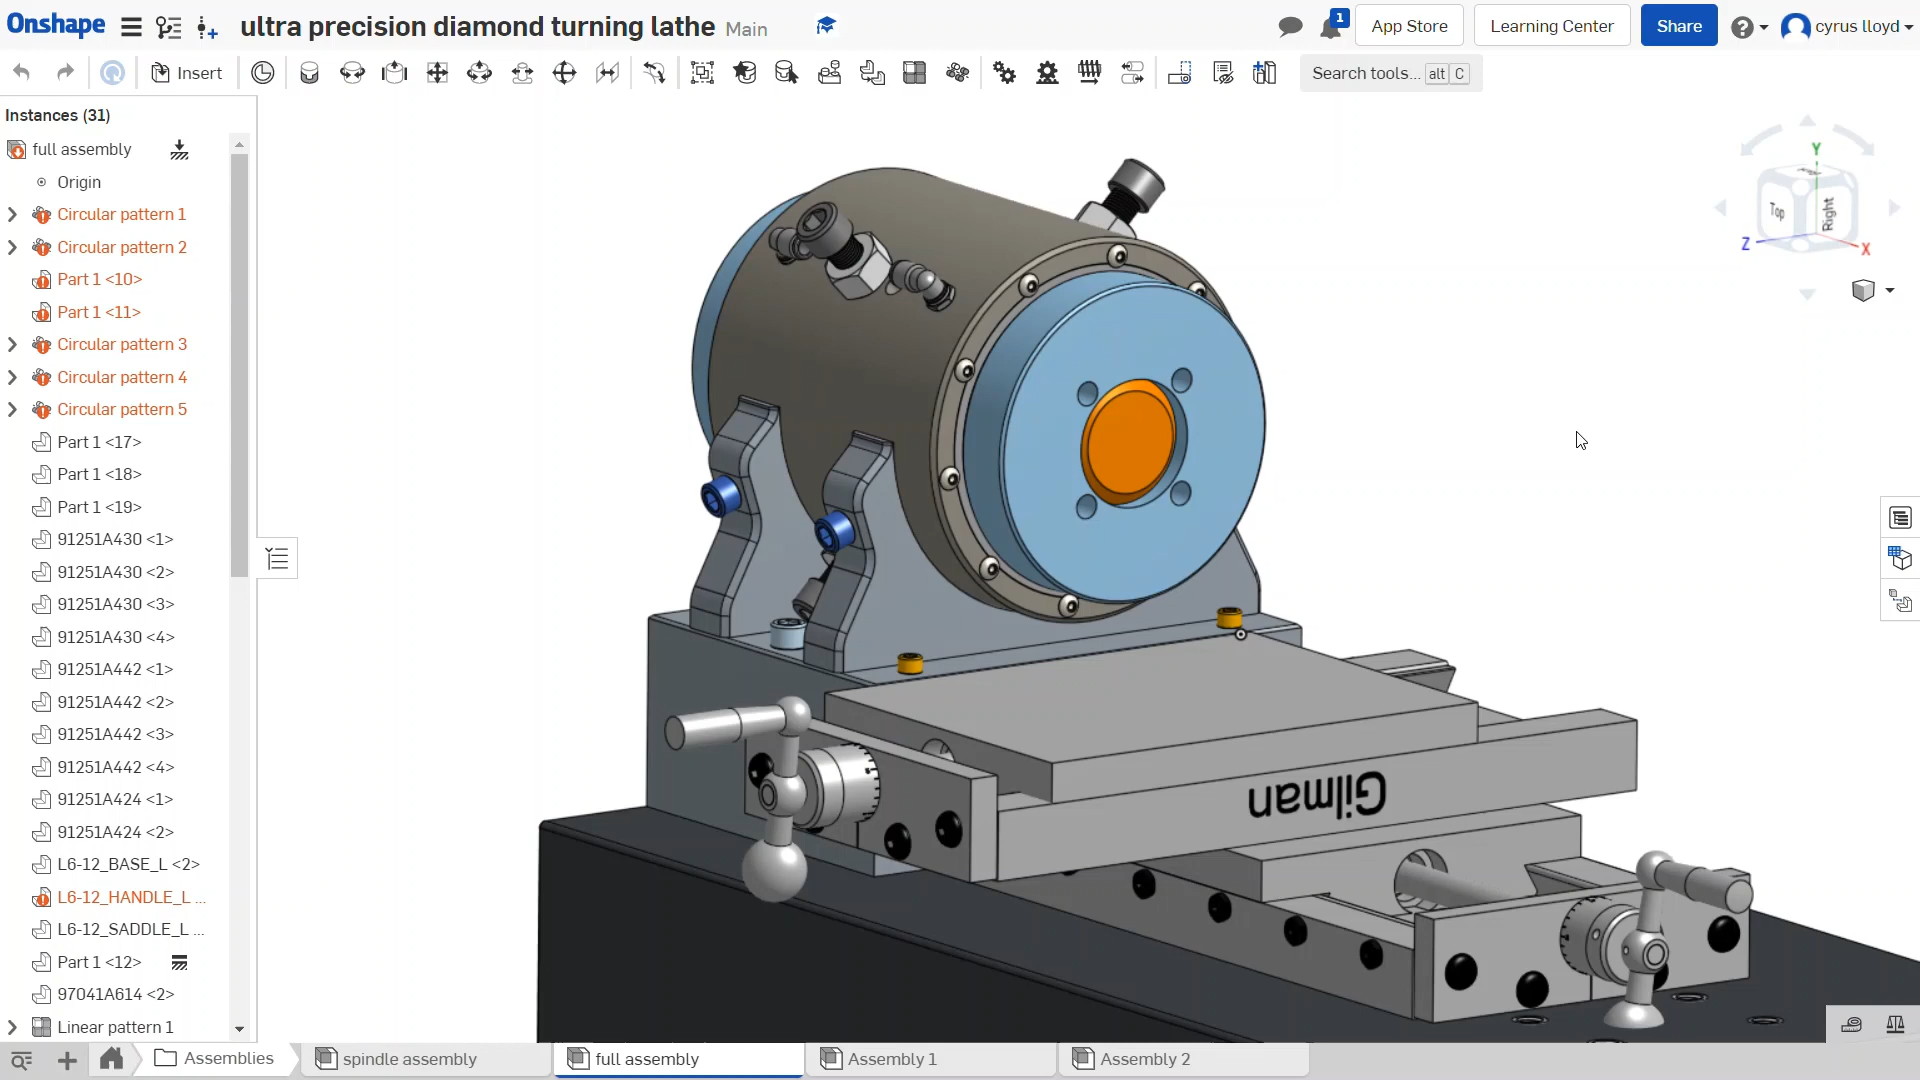 Onshape
ultra precision diamond turning lathe Main
1
App Store
Learning Center
Share
cyrus lloyd
Insert
Search tools... alt C
Instances (31)
full assembly
Origin
Circular pattern 1
Circular pattern 2
Part 1 <10>
Part 1 <11>
Circular pattern 3
Circular pattern 4
Circular pattern 5
Part 1 <17>
Part 1 <18>
Part 1 <19>
91251A430 <1>
91251A430 <2>
91251A430 <3>
91251A430 <4>
91251A442 <1>
91251A442 <2>
91251A442 <3>
91251A442 <4>
91251A424 <1>
91251A424 <2>
L6-12_BASE_L <2>
L6-12_HANDLE_L ...
L6-12_SADDLE_L ...
Part 1 <12>
97041A614 <2>
Linear pattern 1
Y
Top
Right
Z
X
Gilman
Assemblies
spindle assembly
full assembly
Assembly 1
Assembly 2